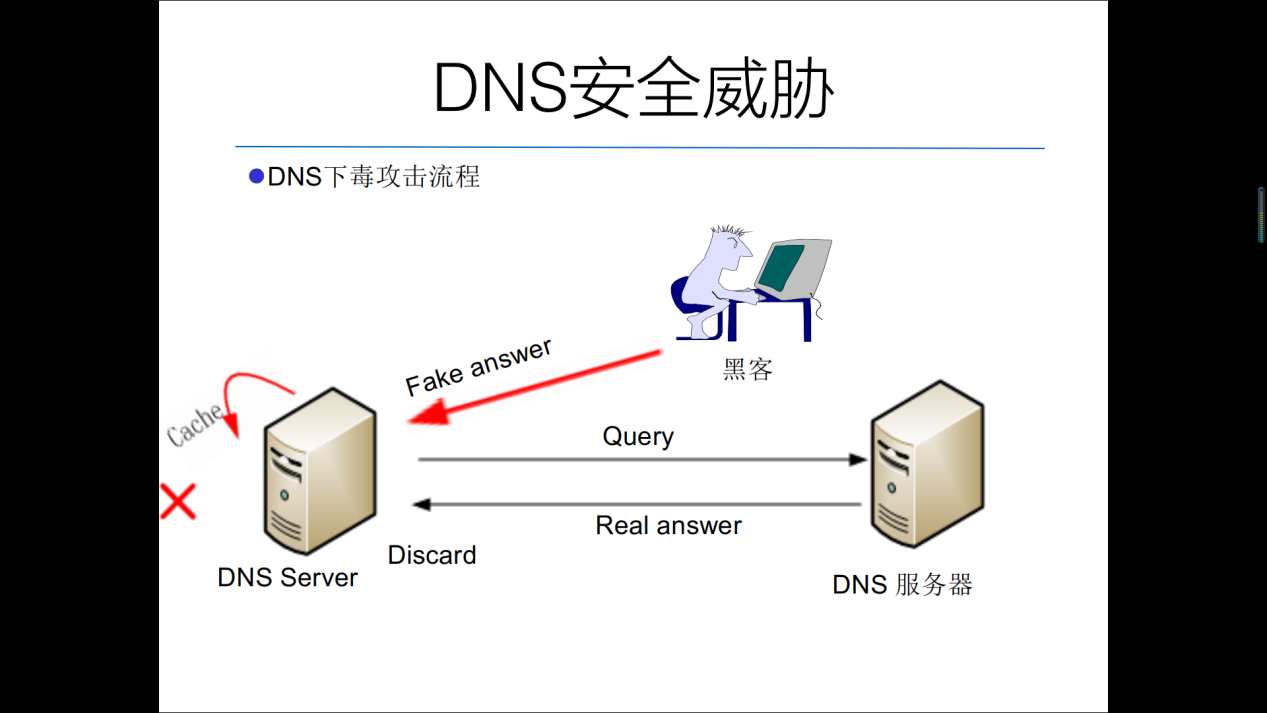 DNS安全威胁
DNS下毒攻击流程
黑客
Fake answer
Cache
Query
Real answer
Discard
DNS Server
DNS 服务器